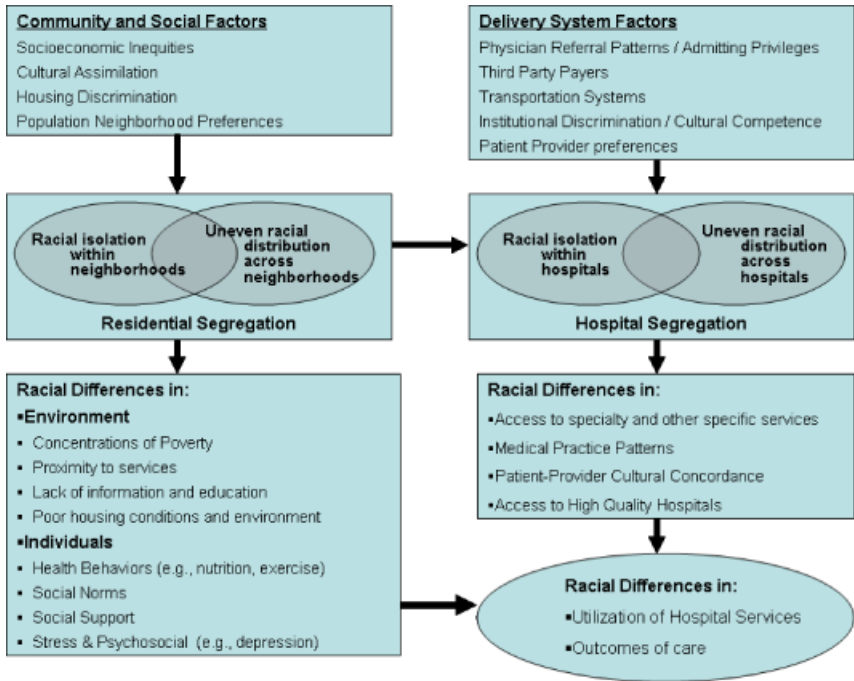 Community and Social Factors
Socioeconomic Inequities
Cultural Assimilation
Housing Discrimination
Population Neighborhood Preferences
Delivery System Factors
Physician Referral Patterns / Admitting Privileges
Third Party Payers
Transportation Systems
Institutional Discrimination / Cultural Competence
Patient Provider preferences
Racial isolation
within
neighborhoods
Uneven racial
distribution
across
neighborhoods
Residential Segregation
Racial isolation
within
hospitals
Uneven racial
distribution
across
hospitals
Hospital Segregation
Racial Differences in:
▪Environment
▪ Concentrations of Poverty
▪ Proximity to services
▪ Lack of information and education
▪ Poor housing conditions and environment
▪Individuals
▪ Health Behaviors (e.g., nutrition, exercise)
▪ Social Norms
▪ Social Support
▪ Stress & Psychosocial (e.g., depression)
Racial Differences in:
▪Access to specialty and other specific services
▪Medical Practice Patterns
▪Patient-Provider Cultural Concordance
▪Access to High Quality Hospitals
Racial Differences in:
▪Utilization of Hospital Services
▪Outcomes of care